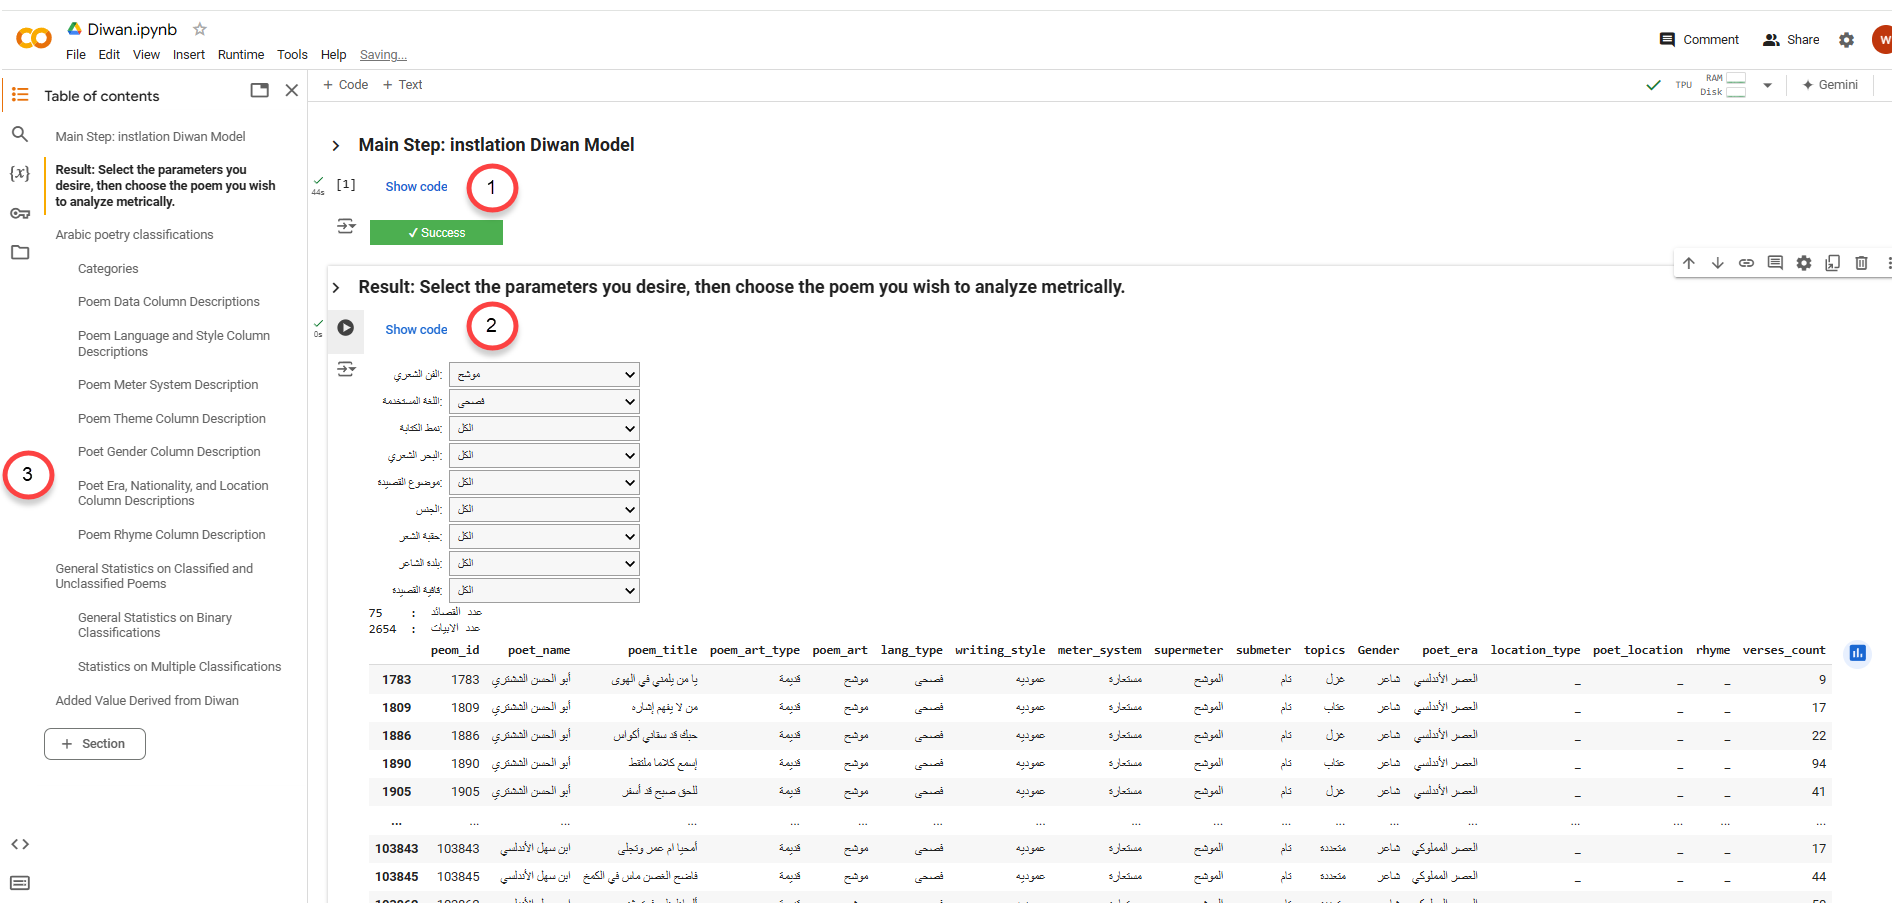 Diwan.ipynb
File Edit View Insert Runtime Tools Help Saving...
Comment Share W
Table of contents
+ Code + Text
TPU RAM Disk Gemini
Main Step: instlation Diwan Model
Result: Select the parameters you
desire, then choose the poem you wish
to analyze metrically.
Arabic poetry classifications
Categories
Poem Data Column Descriptions
Poem Language and Style Column
Descriptions
Poem Meter System Description
Poem Theme Column Description
Poet Gender Column Description
3
Poet Era, Nationality, and Location
Column Descriptions
Poem Rhyme Column Description
General Statistics on Classified and
Unclassified Poems
General Statistics on Binary
Classifications
Statistics on Multiple Classifications
Added Value Derived from Diwan
+ Section
Main Step: instlation Diwan Model
44s [1] Show code 1
✓ Success
Result: Select the parameters you desire, then choose the poem you wish to analyze metrically.
0s Show code 2
الفن الشعري: موشح
اللغة المستخدمة: فصحى
نمط الكتابة: الكل
البحر الشعري: الكل
موضوع القصيدة: الكل
الجنس: الكل
حقبة الشعر: الكل
بلدة الشاعر: الكل
قافية القصيدة: الكل
75 : عدد القصائد
2654 : عدد الابيات
peom_id poet_name poem_title poem_art_type poem_art lang_type writing_style meter_system supermeter submeter topics Gender poet_era location_type poet_location rhyme verses_count
1783 1783 أبو الحسن الششتري يا من يلمني في الهوى قديمة موشح فصحى عموديه مستعارة الموشح تام غزل شاعر العصر الأندلسي _ _ _ 9
1809 1809 أبو الحسن الششتري من لا يفهم إشاره قديمة موشح فصحى عموديه مستعارة الموشح تام عتاب شاعر العصر الأندلسي _ _ _ 17
1886 1886 أبو الحسن الششتري حبك قد سقاني أكواس قديمة موشح فصحى عموديه مستعارة الموشح تام غزل شاعر العصر الأندلسي _ _ _ 22
1890 1890 أبو الحسن الششتري إسمع كلاما ملتقط قديمة موشح فصحى عموديه مستعارة الموشح تام عتاب شاعر العصر الأندلسي _ _ _ 94
1905 1905 أبو الحسن الششتري للحق صبح قد أسفر قديمة موشح فصحى عموديه مستعارة الموشح تام غزل شاعر العصر الأندلسي _ _ _ 41
... ... ... ... ... ... ... ... ... ... ... ... ... ... ... ... ... ...
103843 103843 ابن سهل الأندلسي أمحيا ام عمر وتجلى قديمة موشح فصحى عموديه مستعارة الموشح تام متعددة شاعر العصر المملوكي _ _ _ 17
103845 103845 ابن سهل الأندلسي فاضح الغصن ماس في الكمخ قديمة موشح فصحى عموديه مستعارة الموشح تام متعددة شاعر العصر المملوكي _ _ _ 44